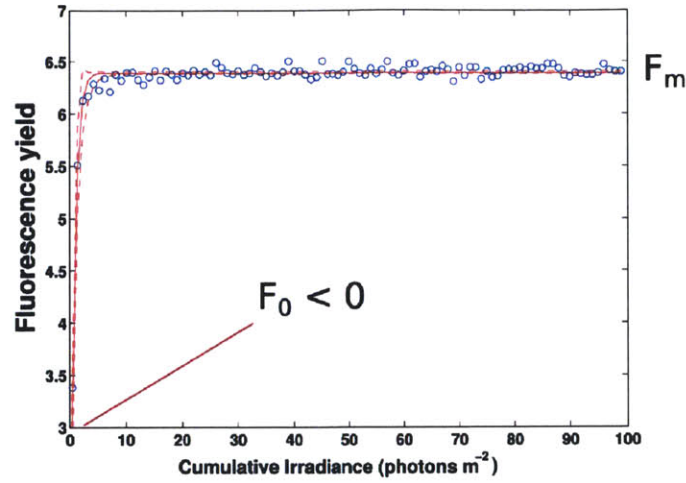 7
6.5
6
5.5
5
4.5
4
3.5
3
0 10 20 30 40 50 60 70 80 90 100
Fluorescence yield
Cumulative Irradiance (photons m⁻²)
F₀ < 0
Fₘ